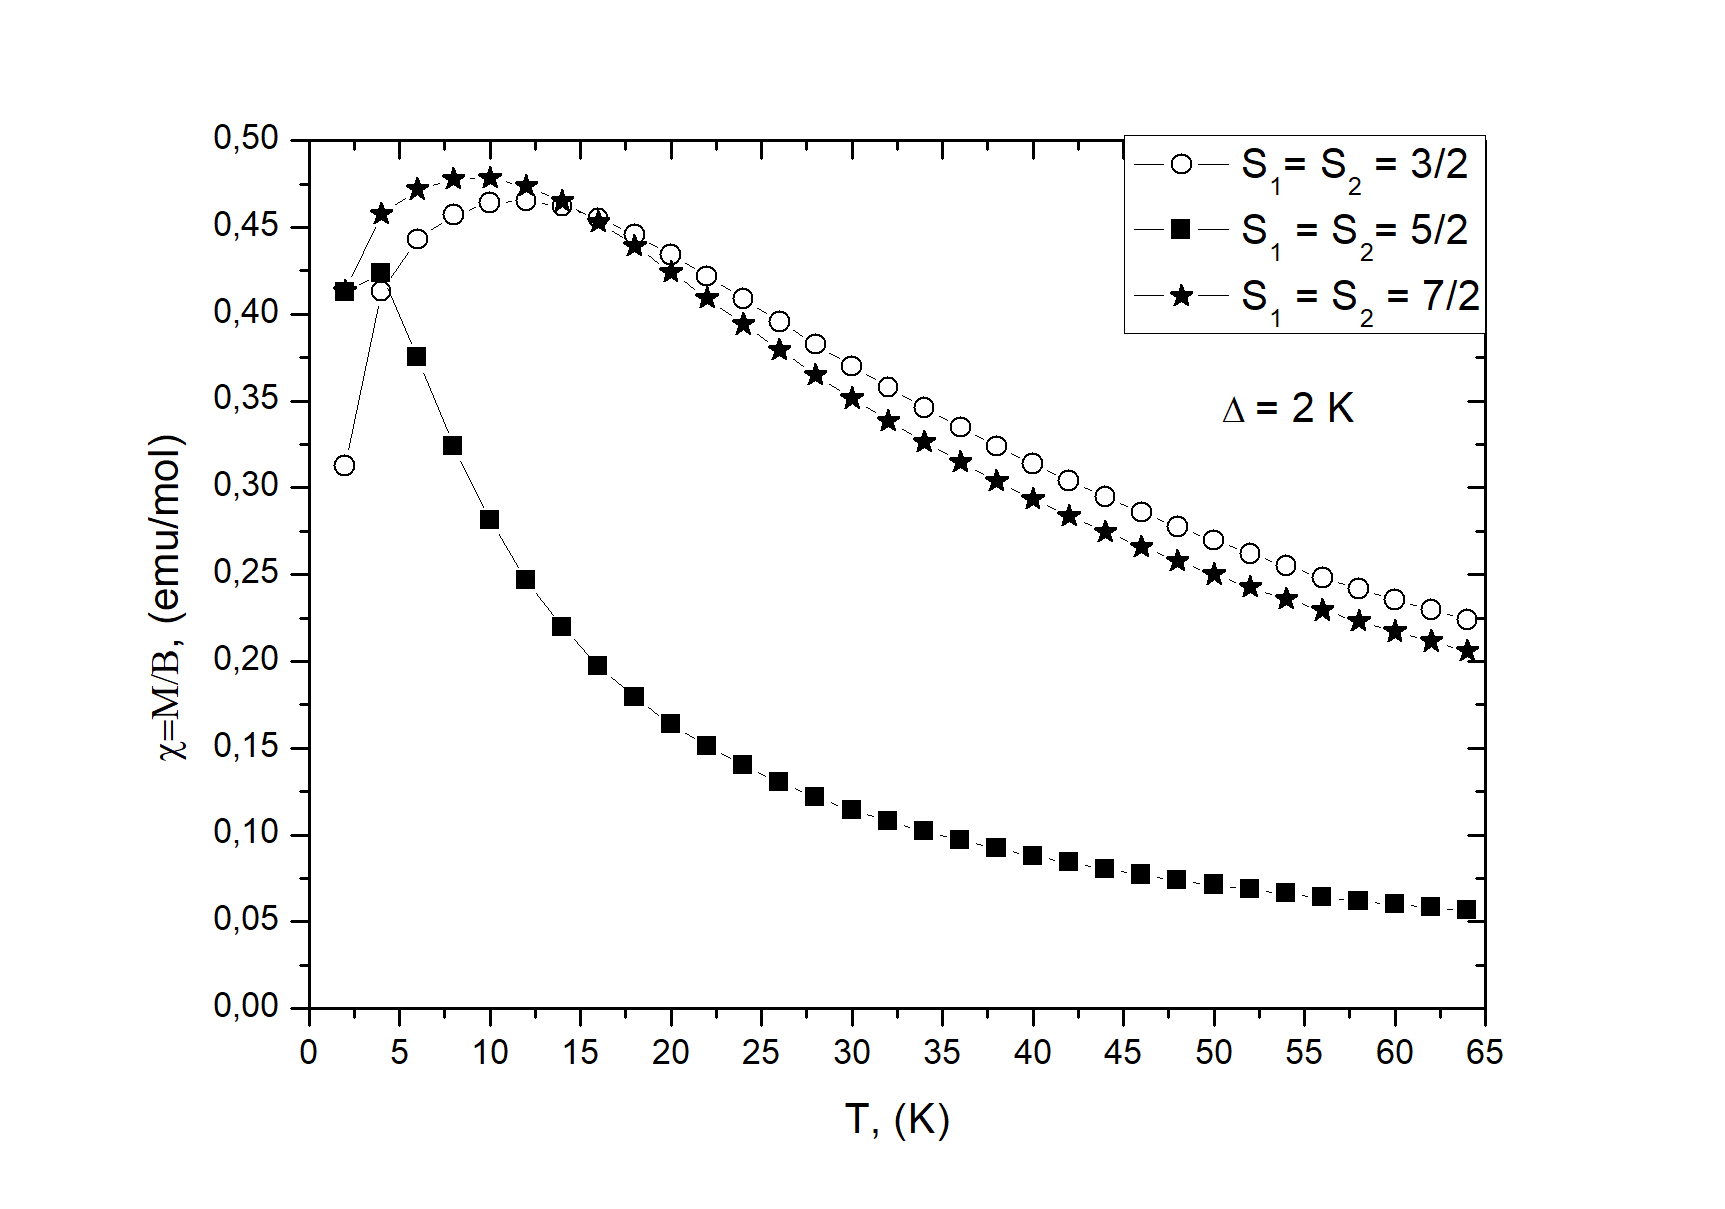 0,50
0,45
0,40
0,35
0,30
0,25
0,20
0,15
0,10
0,05
0,00
χ=M/B, (emu/mol)
S1= S2 = 3/2
S1 = S2= 5/2
S1 = S2 = 7/2
Δ = 2 K
0 5 10 15 20 25 30 35 40 45 50 55 60 65
T, (K)